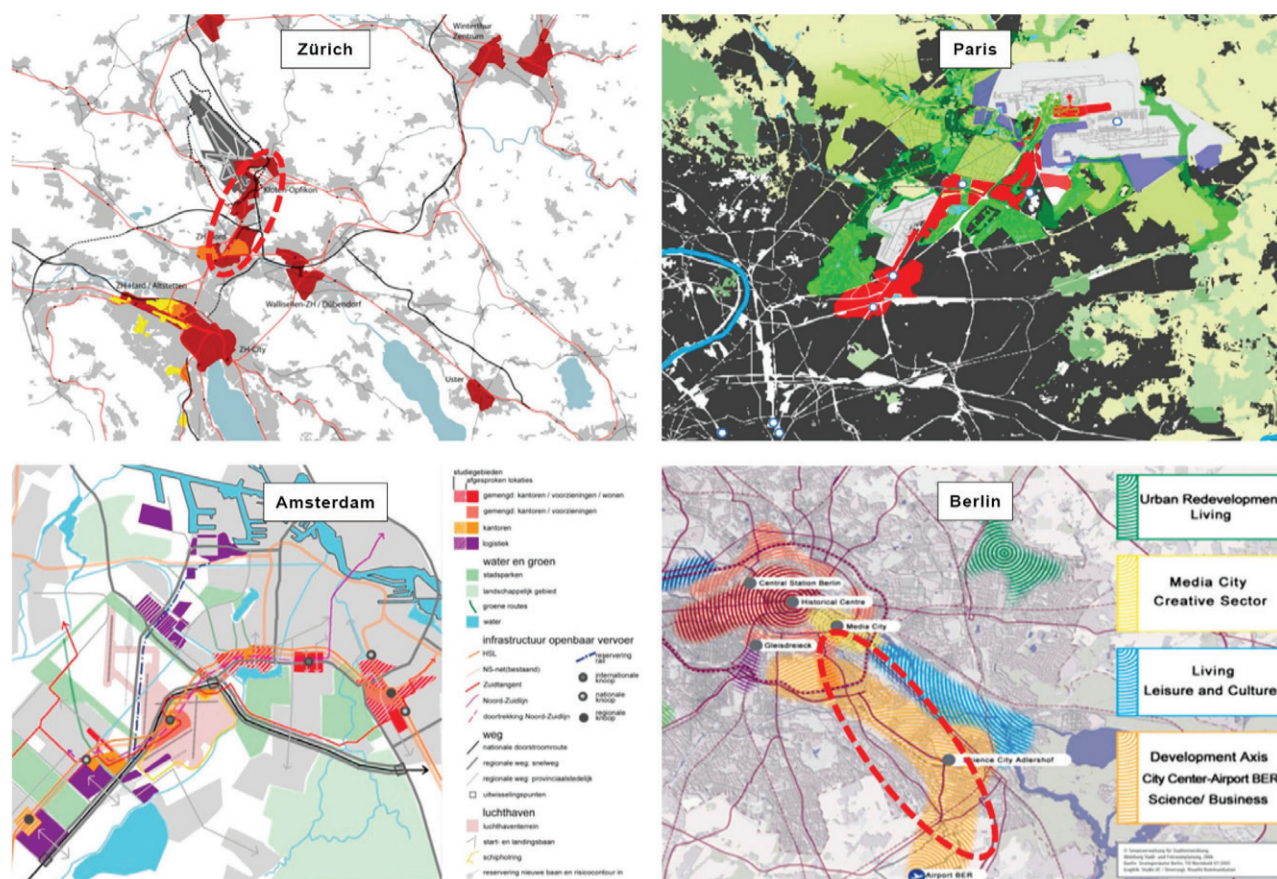 Zürich
Winterthur
Zentrum
Kloten-Opfikon
ZH-Hard / Altstetten
Wallisellen-ZH / Dübendorf
ZH-City
Uster
Paris
Amsterdam
studiegebieden
afgesproken lokaties
gemengd: kantoren / voorzieningen / wonen
gemengd: kantoren / voorzieningen
kantoren
logistiek
water en groen
stadsparken
landschappelijk gebied
groene routes
water
infrastructuur openbaar vervoer
HSL
NS-net(bestaand)
Zuidtangent
Noord-Zuidlijn
doortrekking Noord-Zuidlijn
reservering
rail
internationale
knoop
nationale
knoop
regionale
knoop
weg
nationale doorstroomroute
regionale weg: snelweg
regionale weg: provinciaalstedelijk
uitwisselingspunten
luchthaven
luchthaventerrein
start- en landingsbaan
schipholring
reservering nieuwe baan en risicocontour in
Berlin
Central Station Berlin
Historical Centre
Media City
Gleisdreieck
Science City Adlershof
Airport BER
Urban Redevelopment
Living
Media City
Creative Sector
Living
Leisure and Culture
Development Axis
City Center-Airport BER
Science/ Business